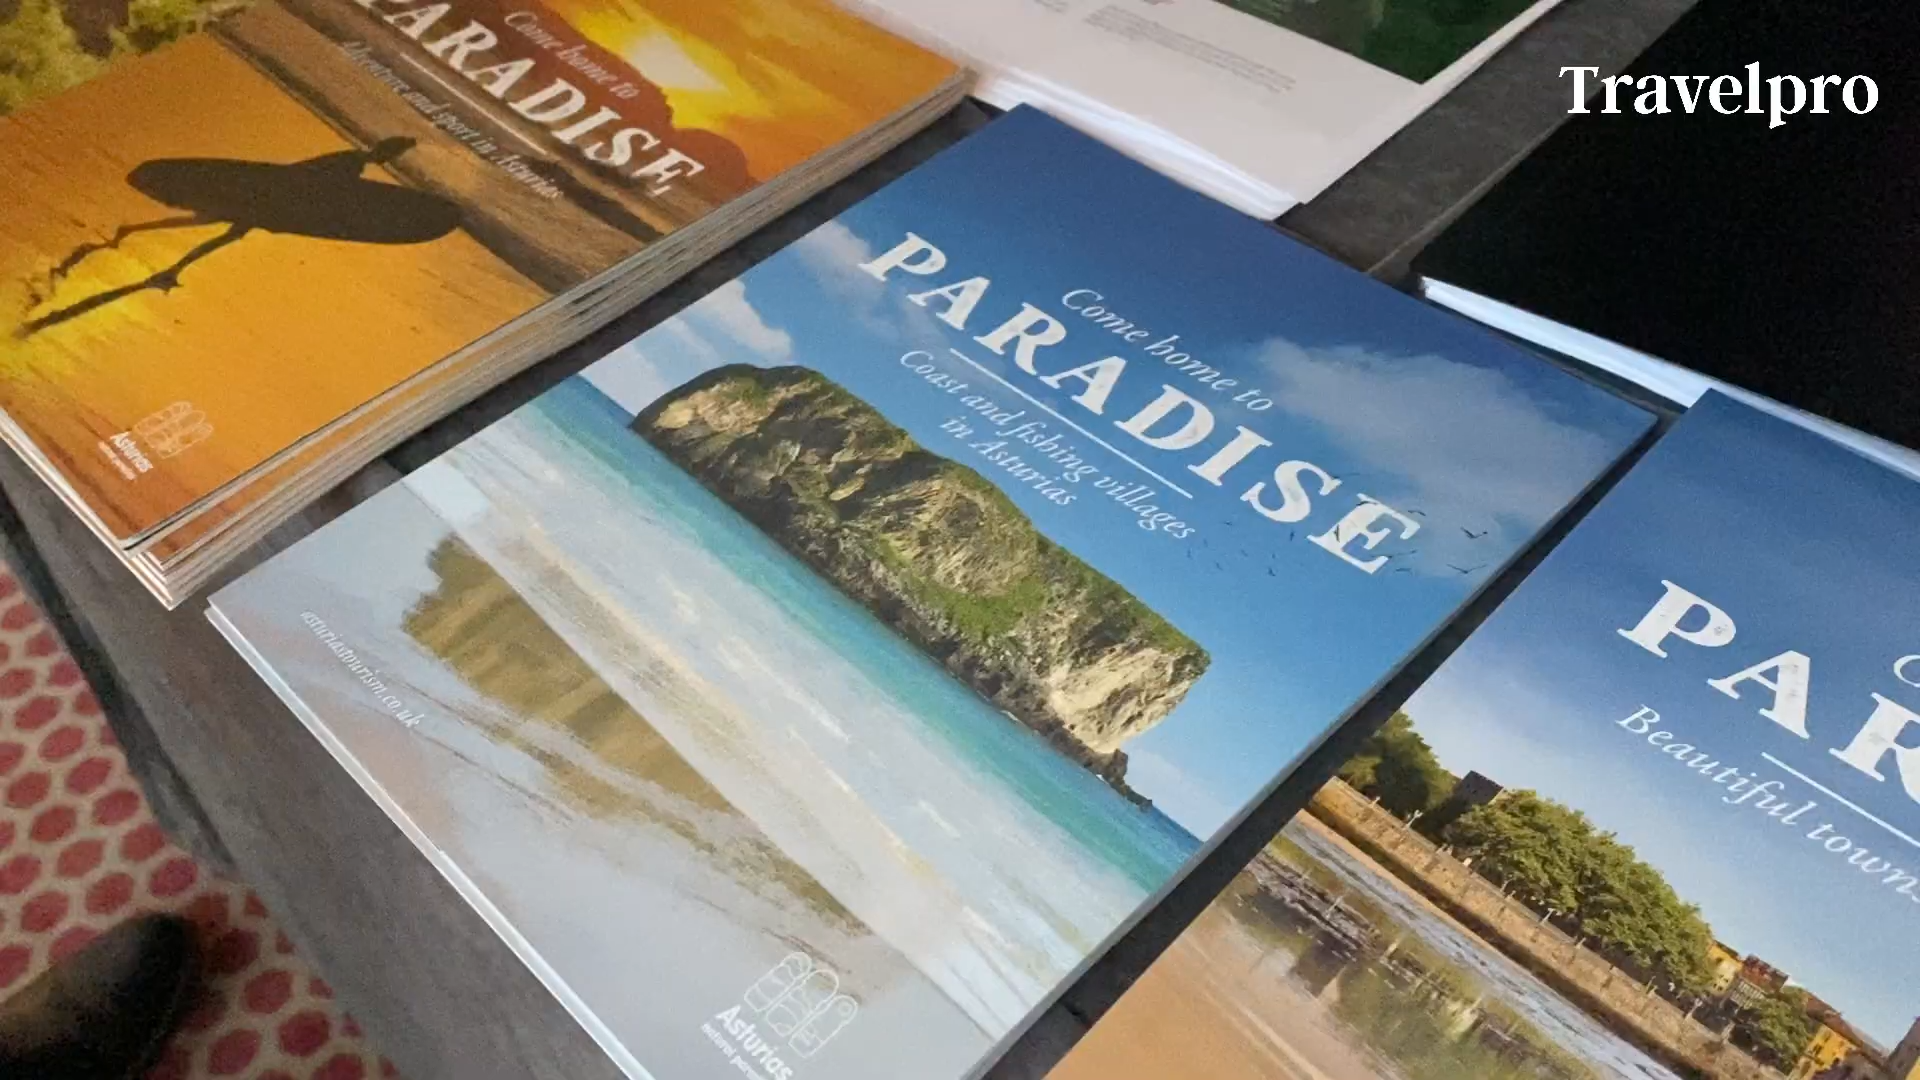 Travelpro
Come home to
PARADISE
Adventure and sport in Asturias
Asturias
Come home to
PARADISE
Coast and fishing villages
in Asturias
asturiastourism.co.uk
Asturias
natural
PAR
Beautiful towns